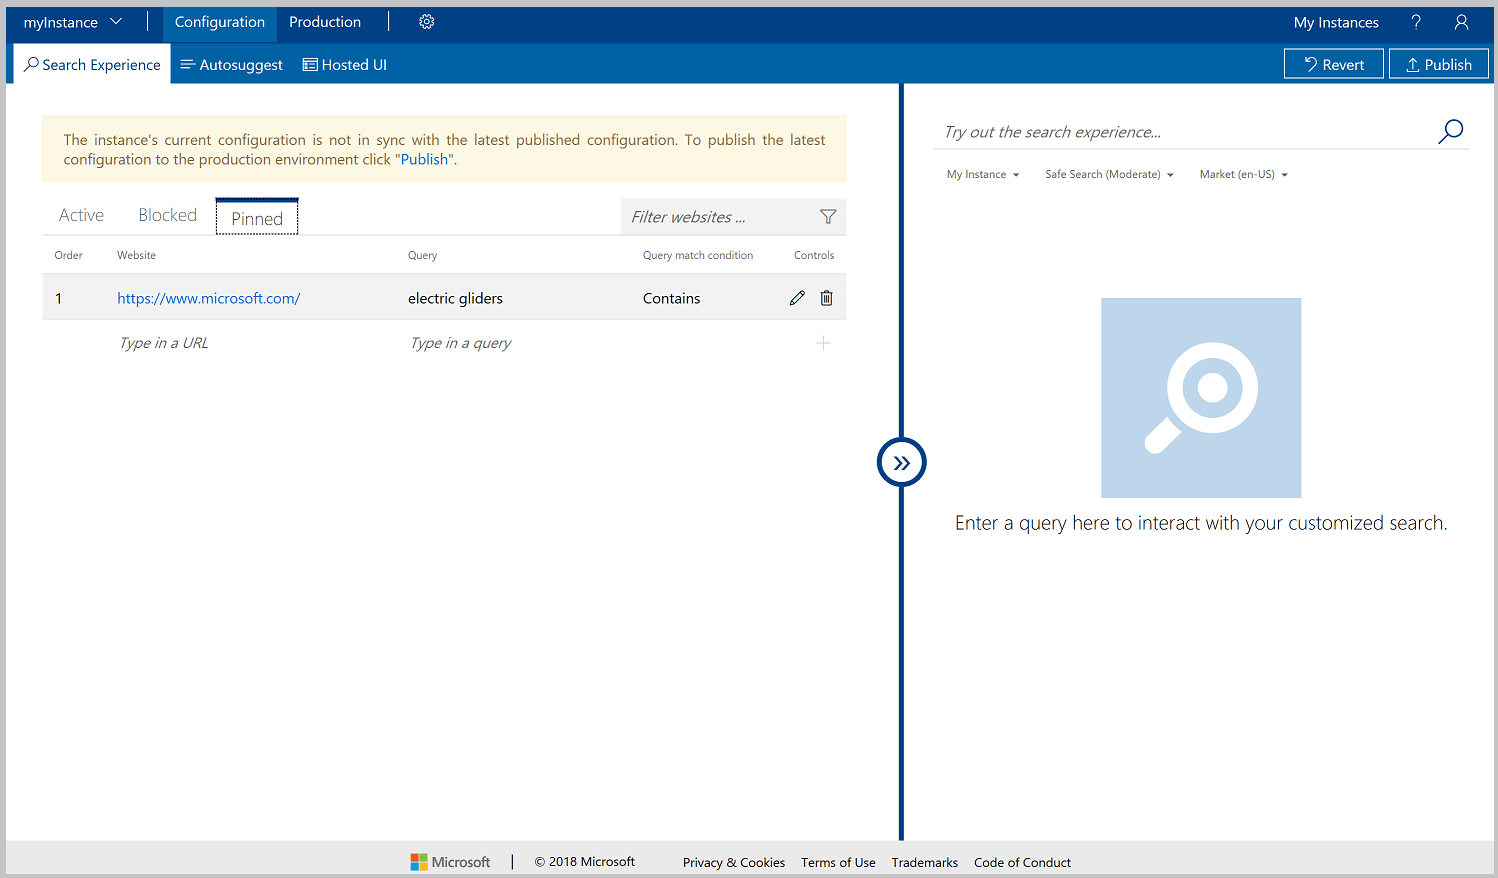 myInstance Configuration Production My Instances ?
Search Experience Autosuggest Hosted UI Revert Publish
The instance's current configuration is not in sync with the latest published configuration. To publish the latest
configuration to the production environment click "Publish".
Active Blocked Pinned Filter websites ...
Order Website Query Query match condition Controls
1 https://www.microsoft.com/ electric gliders Contains
Type in a URL Type in a query
Try out the search experience...
My Instance Safe Search (Moderate) Market (en-US)
Enter a query here to interact with your customized search.
Microsoft | © 2018 Microsoft Privacy & Cookies Terms of Use Trademarks Code of Conduct